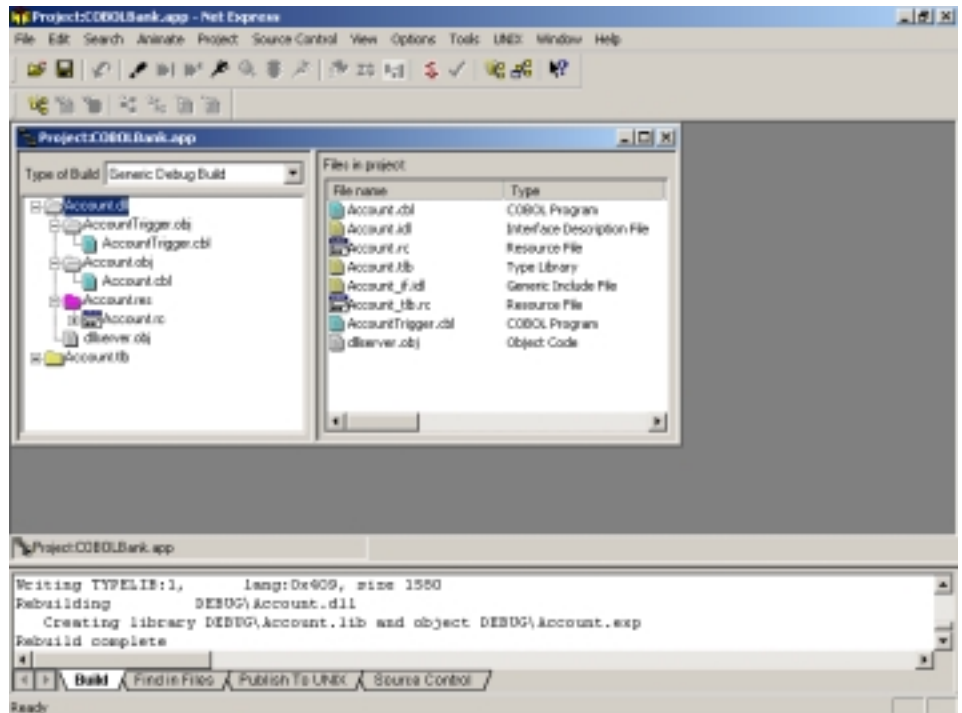 Project:COBOLBank.app - Net Express
File Edit Search Animate Project Source Control View Options Tools UNIX Window Help
Project:COBOLBank.app
Type of Build Generic Debug Build
Account.dll
AccountTrigger.obj
AccountTrigger.cbl
Account.obj
Account.cbl
Account.res
Account.rc
dllserver.obj
Account.tlb
Files in project
File name Type
Account.cbl COBOL Program
Account.idl Interface Description File
Account.rc Resource File
Account.tlb Type Library
Account_if.idl Generic Include File
Account_tlb.rc Resource File
AccountTrigger.cbl COBOL Program
dllserver.obj Object Code
Project:COBOLBank.app
Writing TYPELIB:1, lang:0x409, size 1580
Rebuilding DEBUG\Account.dll
Creating library DEBUG\Account.lib and object DEBUG\Account.exp
Rebuild complete
Build Find in Files Publish To UNIX Source Control
Ready